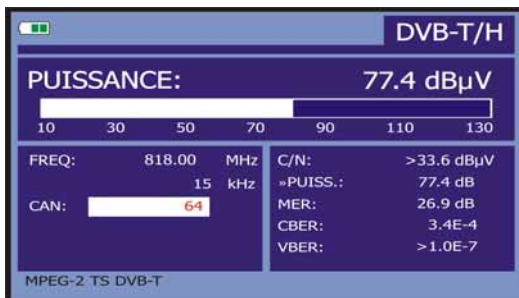 DVB-T/H
PUISSANCE: 77.4 dBµV
10 30 50 70 90 110 130
FREQ: 818.00 MHz
15 kHz
CAN: 64
C/N: >33.6 dBµV
»PUISS.: 77.4 dB
MER: 26.9 dB
CBER: 3.4E-4
VBER: >1.0E-7
MPEG-2 TS DVB-T